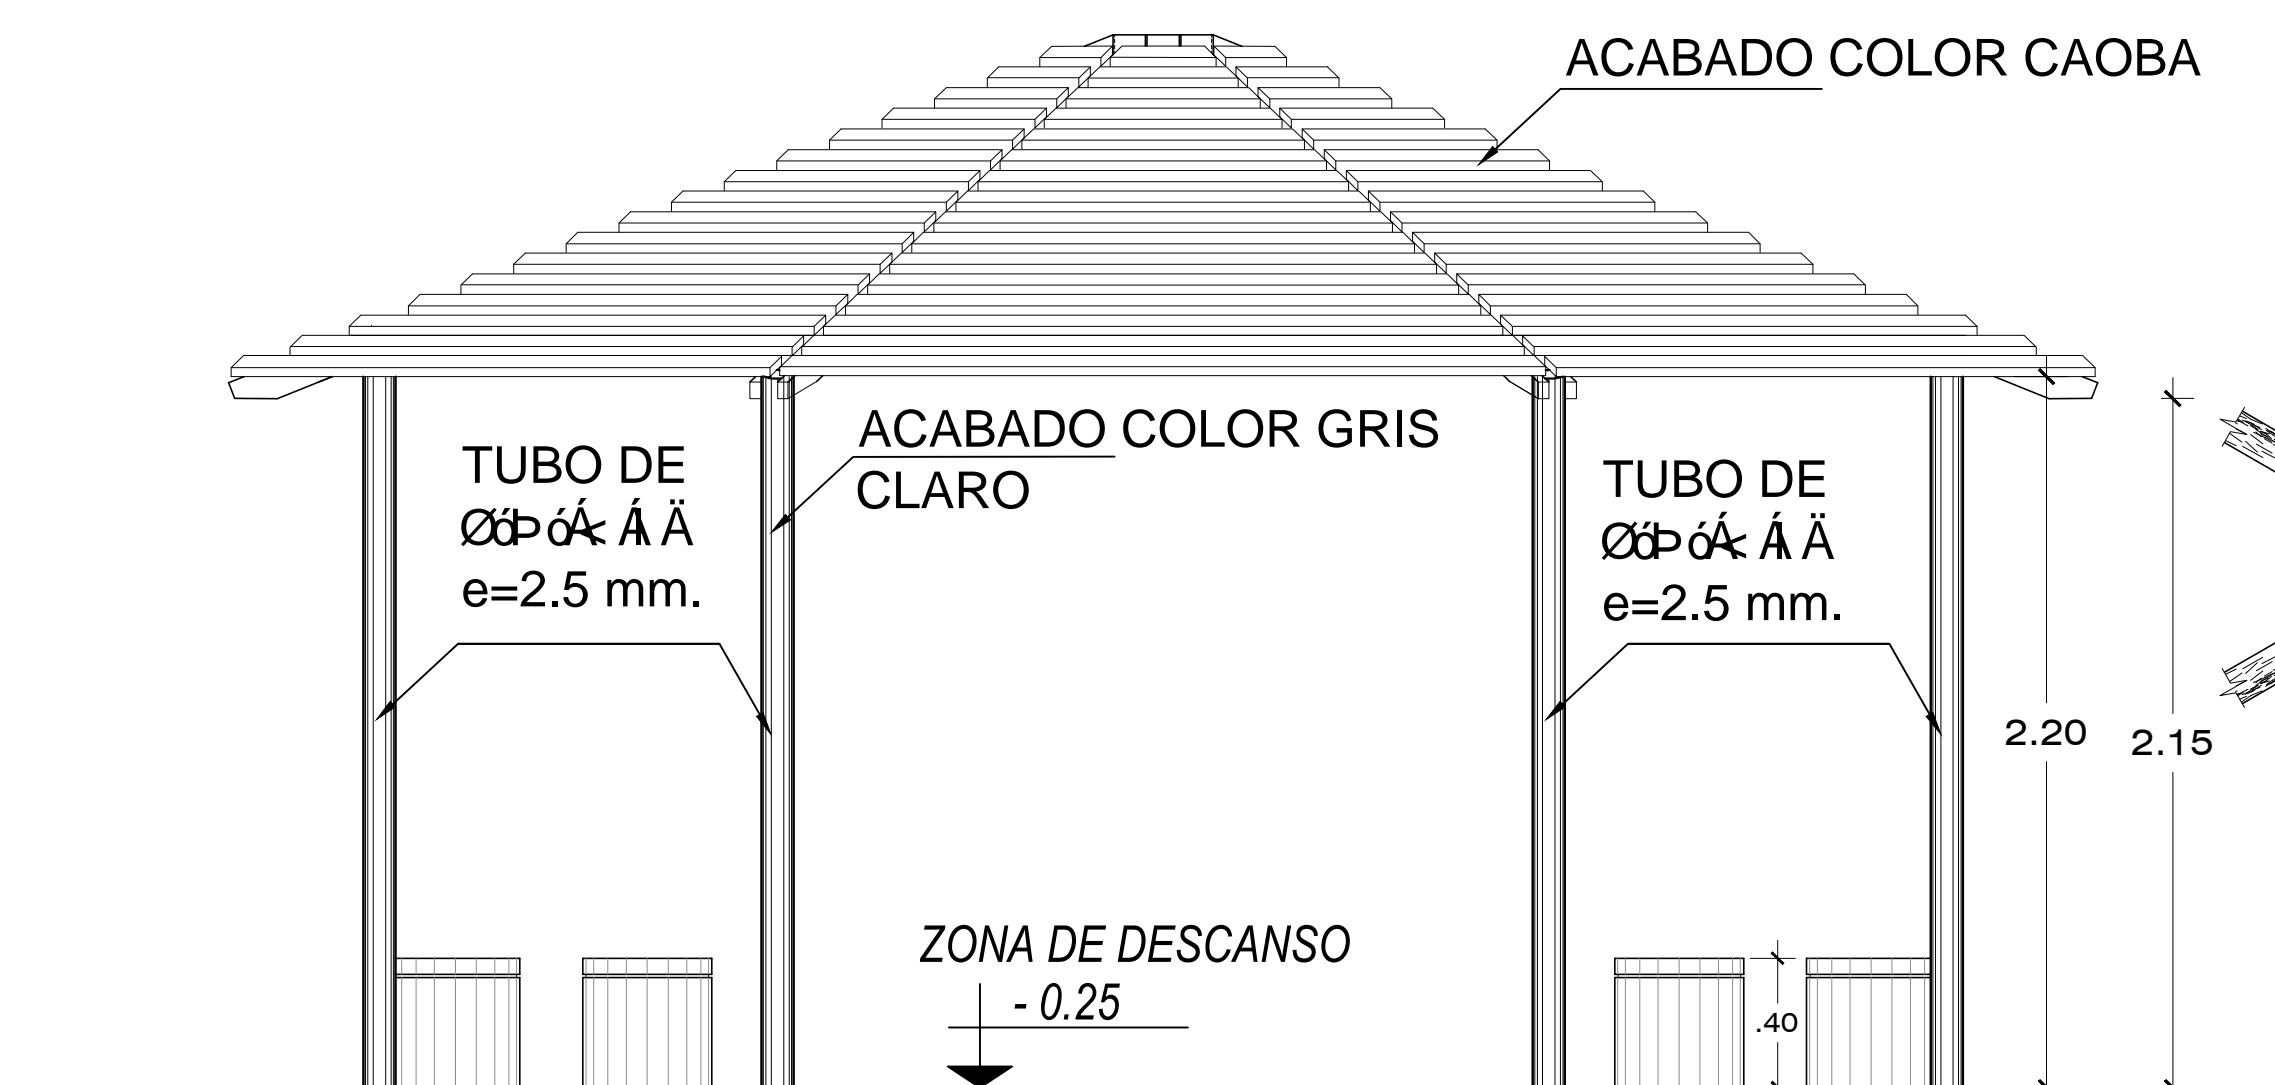 ACABADO COLOR CAOBA
ACABADO COLOR GRIS
CLARO
TUBO DE
e=2.5 mm.
TUBO DE
e=2.5 mm.
2.20
2.15
ZONA DE DESCANSO
- 0.25
.40